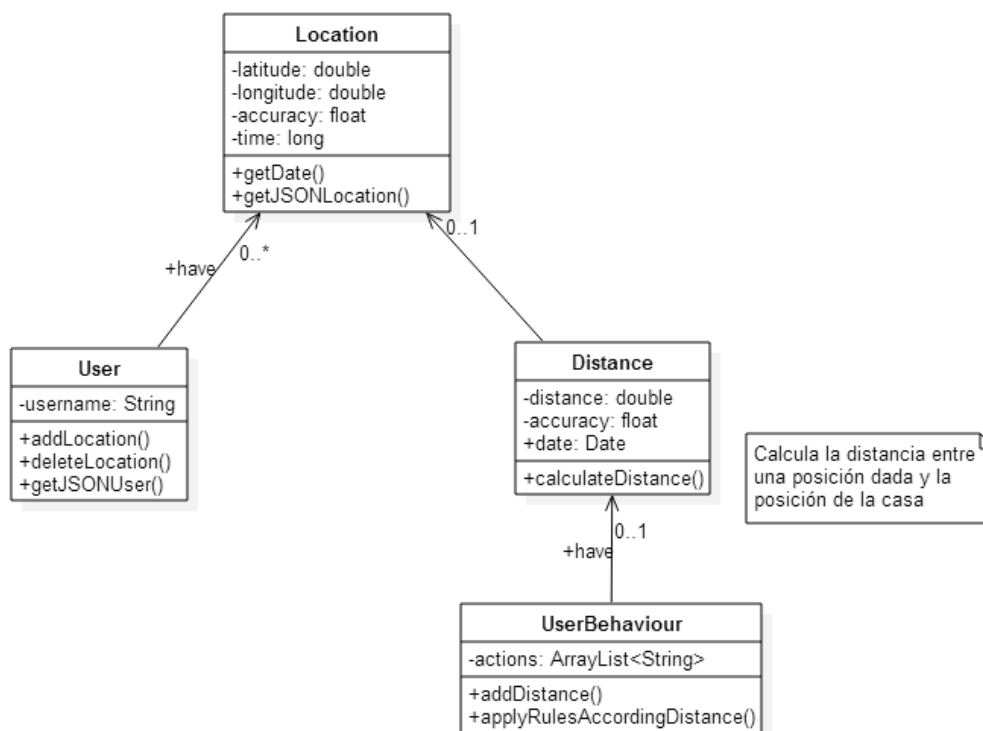 Location
-latitude: double
-longitude: double
-accuracy: float
-time: long
+getDate()
+getJSONLocation()
0..*
0..1
+have
User
-username: String
+addLocation()
+deleteLocation()
+getJSONUser()
Distance
-distance: double
-accuracy: float
+date: Date
+calculateDistance()
Calcula la distancia entre
una posición dada y la
posición de la casa
0..1
+have
UserBehaviour
-actions: ArrayList<String>
+addDistance()
+applyRulesAccordingDistance()